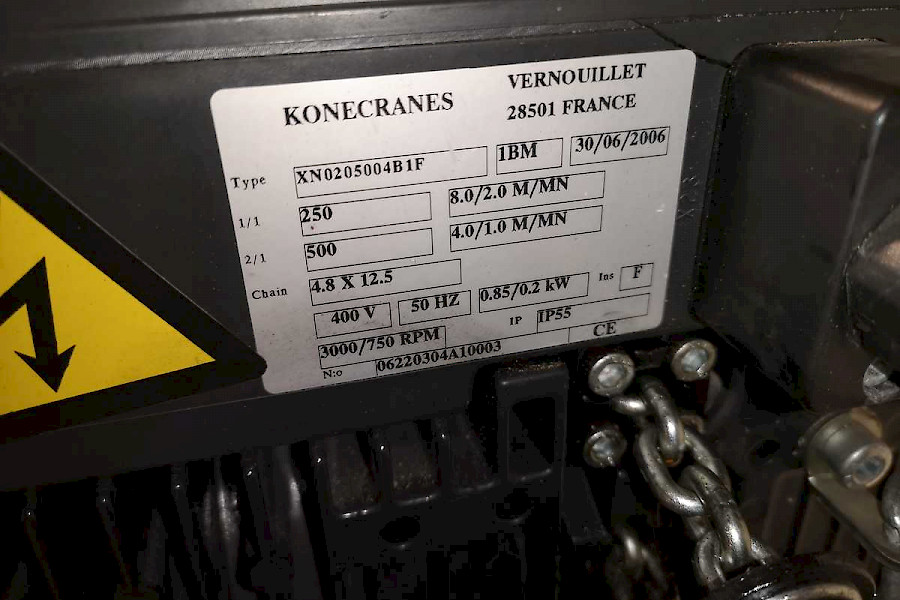 KONECRANES
VERNOUILLET
28501 FRANCE
Type XN0205004B1F 1BM 30/06/2006
1/1 250 8.0/2.0 M/MN
2/1 500 4.0/1.0 M/MN
Chain 4.8 X 12.5
400 V 50 HZ 0.85/0.2 kW Ins F
3000/750 RPM IP IP55
N:o 06220304A10003 CE